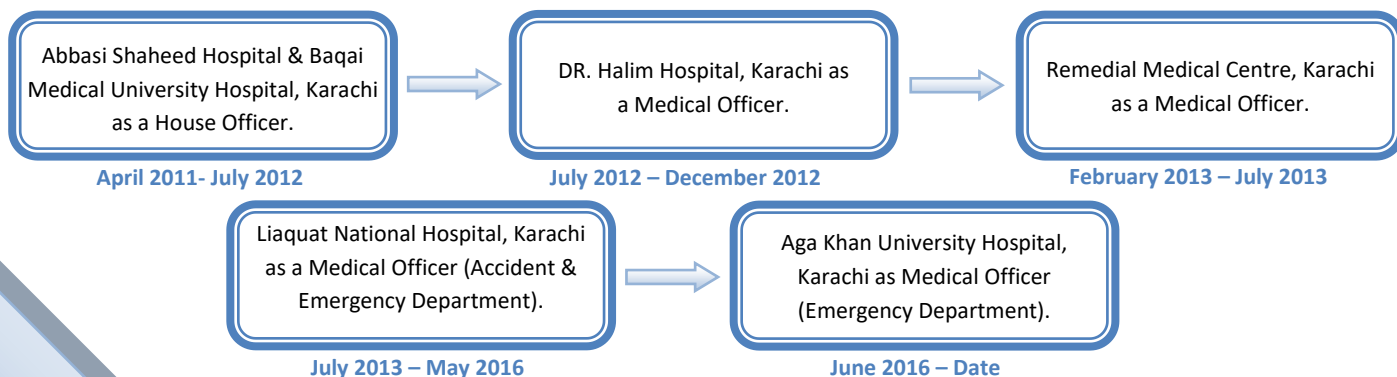 Abbasi Shaheed Hospital & Baqai
Medical University Hospital, Karachi
as a House Officer.
April 2011- July 2012
DR. Halim Hospital, Karachi as
a Medical Officer.
July 2012 – December 2012
Remedial Medical Centre, Karachi
as a Medical Officer.
February 2013 – July 2013
Liaquat National Hospital, Karachi
as a Medical Officer (Accident &
Emergency Department).
July 2013 – May 2016
Aga Khan University Hospital,
Karachi as Medical Officer
(Emergency Department).
June 2016 – Date